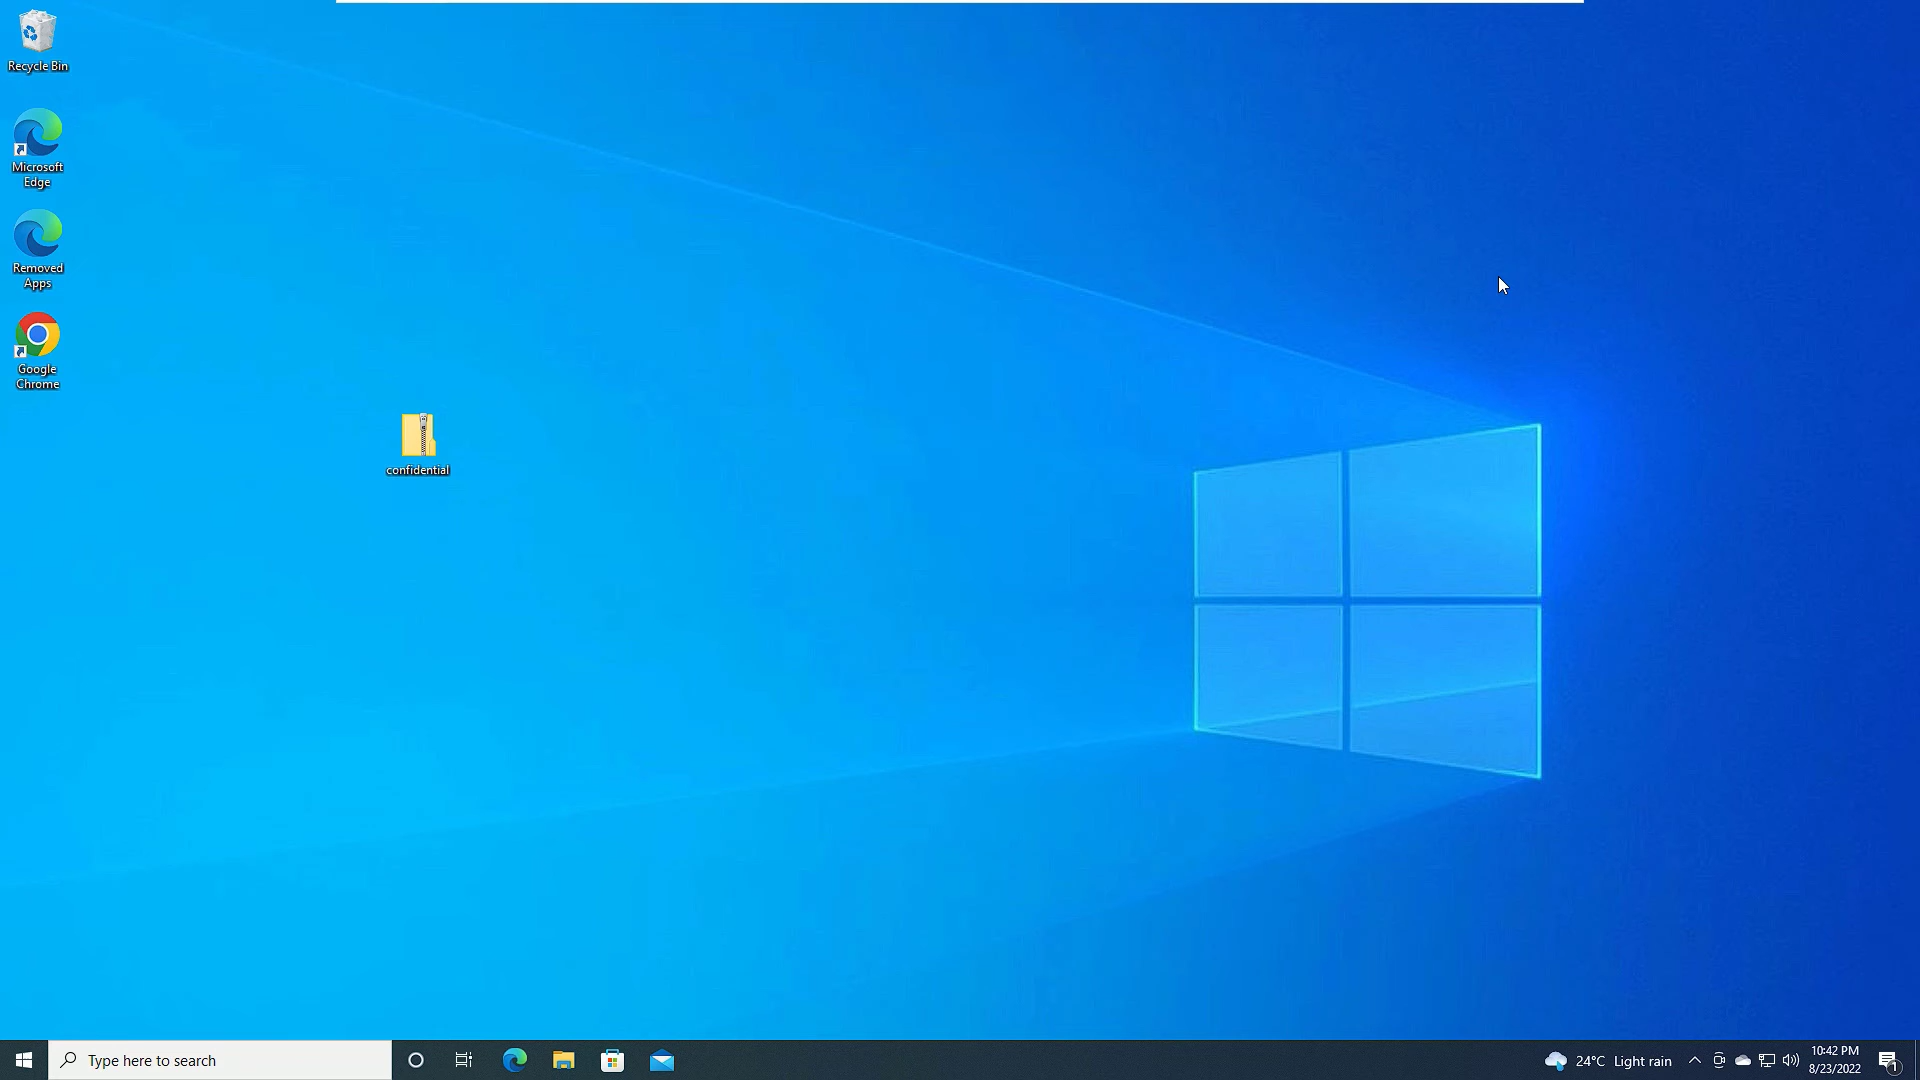 Recycle Bin
Microsoft
Edge
Removed
Apps
Google
Chrome
confidential
Type here to search
24°C Light rain
10:42 PM
8/23/2022
1